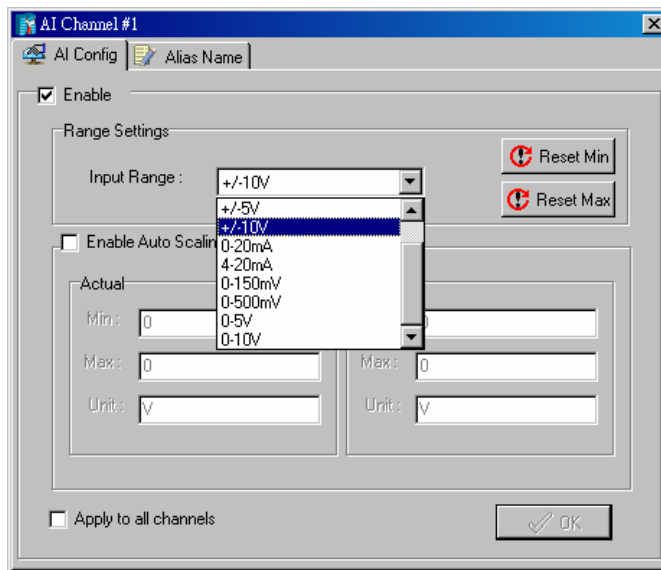 AI Channel #1
AI Config
Alias Name
Enable
Range Settings
Input Range :
+/-10V
Reset Min
Reset Max
+/-5V
+/-10V
0-20mA
4-20mA
0-150mV
0-500mV
0-5V
0-10V
Enable Auto Scalin
Actual
Min :
0
0
Max :
0
Max :
0
Unit :
V
Unit :
V
Apply to all channels
OK